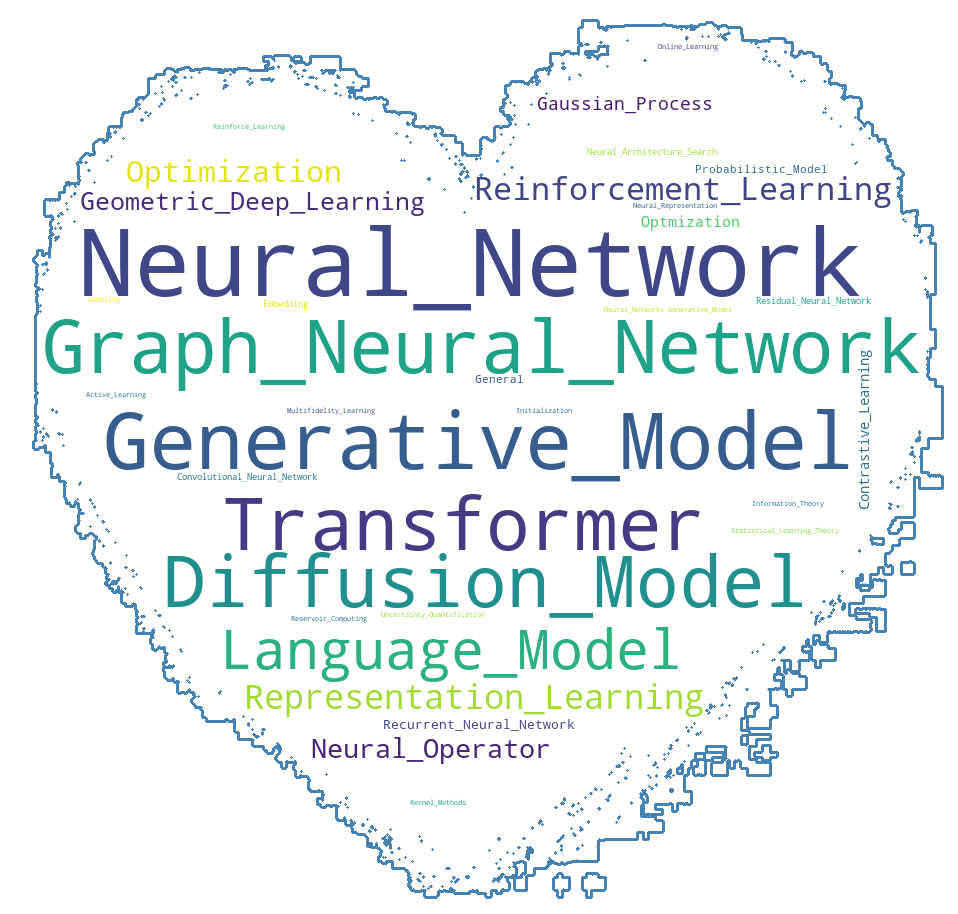 Online_Learning
Gaussian_Process
Reinforce_Learning
Neural_Architecture_Search
Optimization
Probabilistic_Model
Reinforcement_Learning
Geometric_Deep_Learning
Neural_Representation
Optmization
Neural_Network
Sampling
Embedding
Residual_Neural_Network
Neural_Networks:Generative_Model
Graph_Neural_Network
General
Active_Learning
Contrastive_Learning
Multifidelity_Learning
Initialization
Generative_Model
Convolutional_Neural_Network
Information_Theory
Transformer
Statistical_Learning_Theory
Diffusion_Model
Uncertainty_Quantification
Reservoir_Computing
Language_Model
Representation_Learning
Recurrent_Neural_Network
Neural_Operator
Kernel_Methods